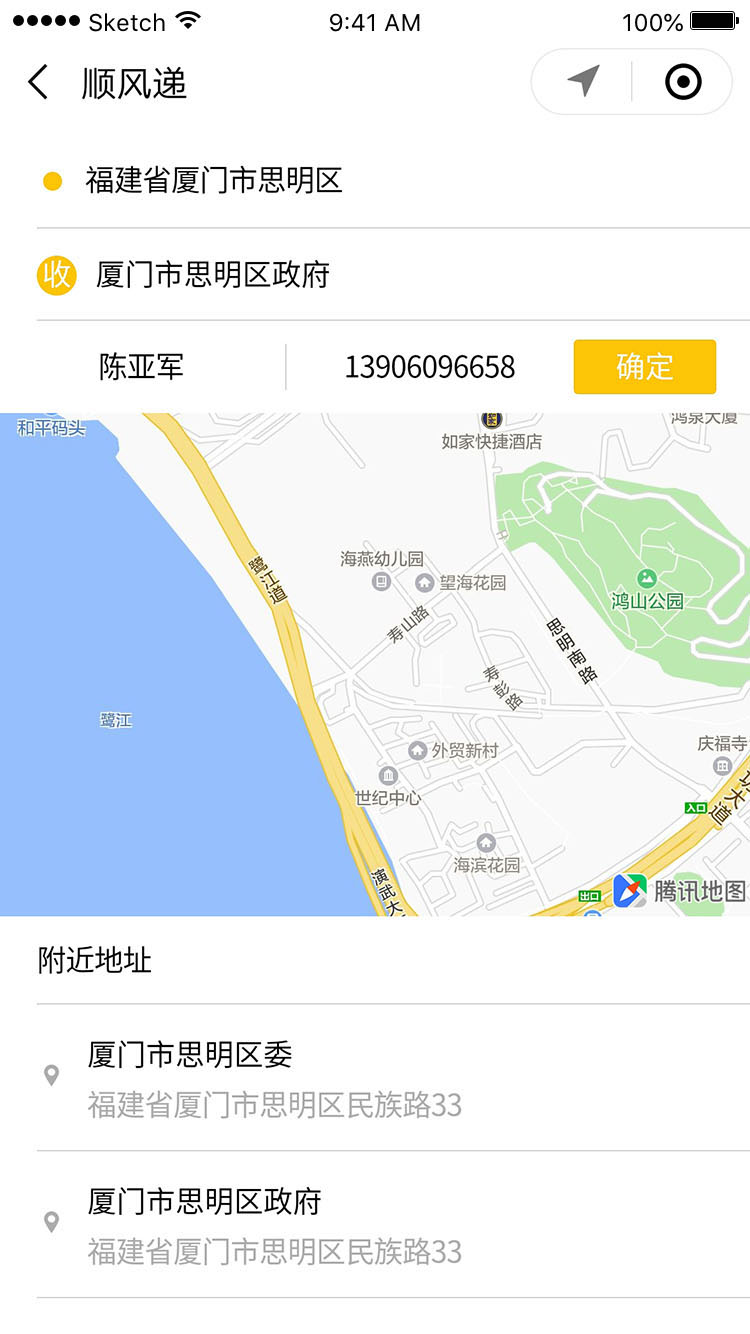 Sketch 9:41 AM 100%
顺风递
福建省厦门市思明区
收 厦门市思明区政府
陈亚军 13906096658 确定
和平码头
鸿泉大厦
如家快捷酒店
鹭江道
海燕幼儿园
望海花园
鸿山公园
寿山路
思明南路
寿彭路
鹭江
外贸新村
庆福寺
世纪中心
入口
大道
海滨花园
演武大
出口
腾讯地图
附近地址
厦门市思明区委
福建省厦门市思明区民族路33
厦门市思明区政府
福建省厦门市思明区民族路33